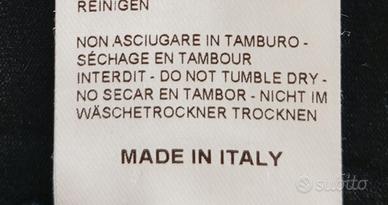 REINIGEN
NON ASCIUGARE IN TAMBURO -
SÉCHAGE EN TAMBOUR
INTERDIT - DO NOT TUMBLE DRY -
NO SECAR EN TAMBOR - NICHT IM
WÄSCHETROCKNER TROCKNEN
MADE IN ITALY
subito